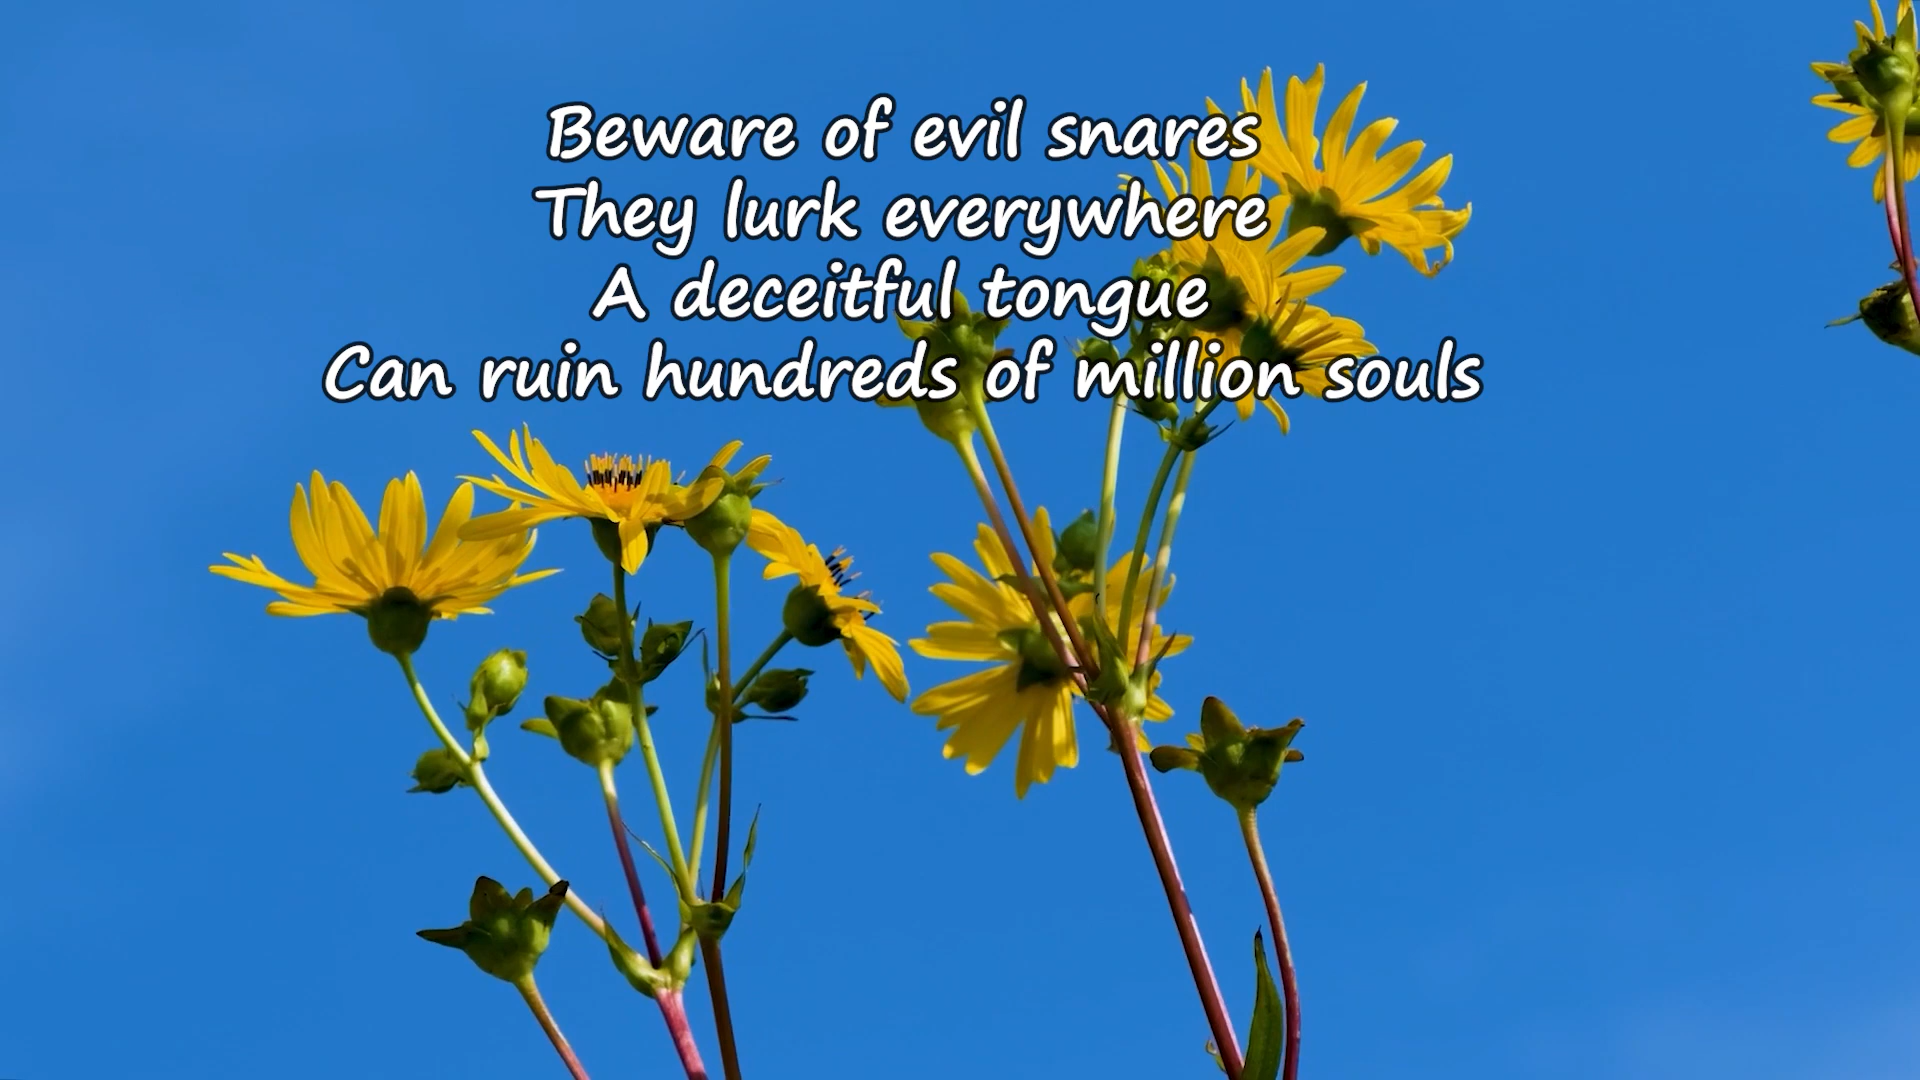 Beware of evil snares
They lurk everywhere
A deceitful tongue
Can ruin hundreds of million souls